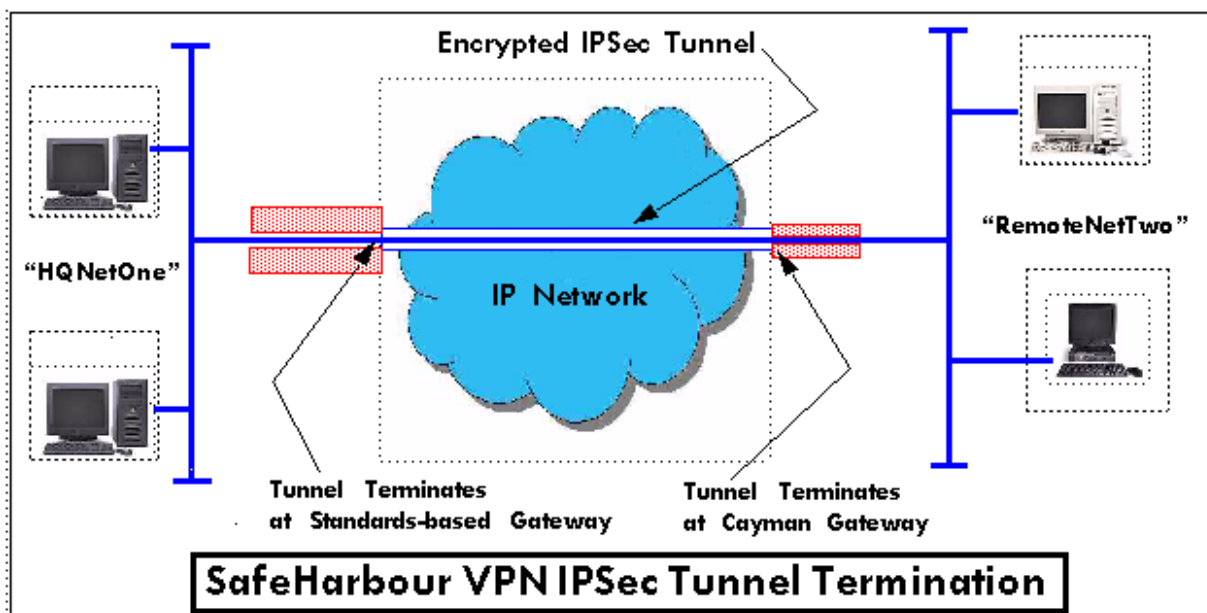 Encrypted IPSec Tunnel
“HQNetOne”
“RemoteNetTwo”
IP Network
Tunnel Terminates
at Standards-based Gateway
Tunnel Terminates
at Cayman Gateway
SafeHarbour VPN IPSec Tunnel Termination